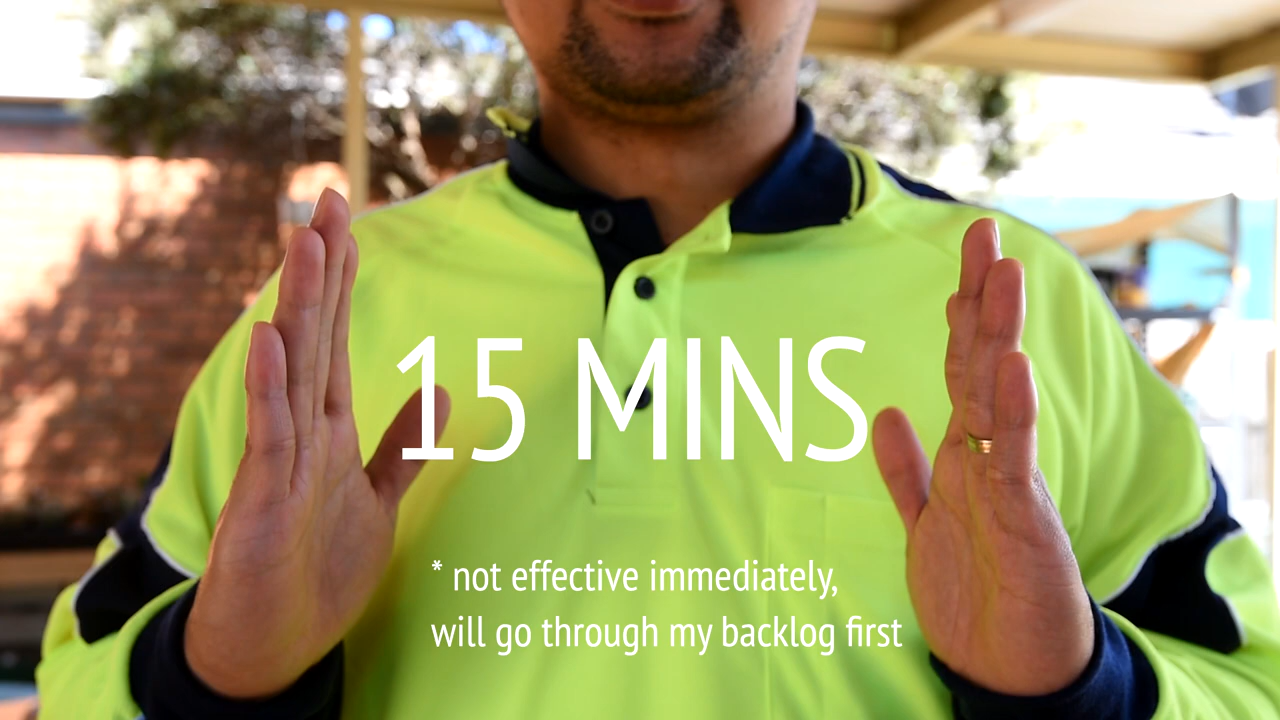 15 MINS
* not effective immediately,
will go through my backlog first